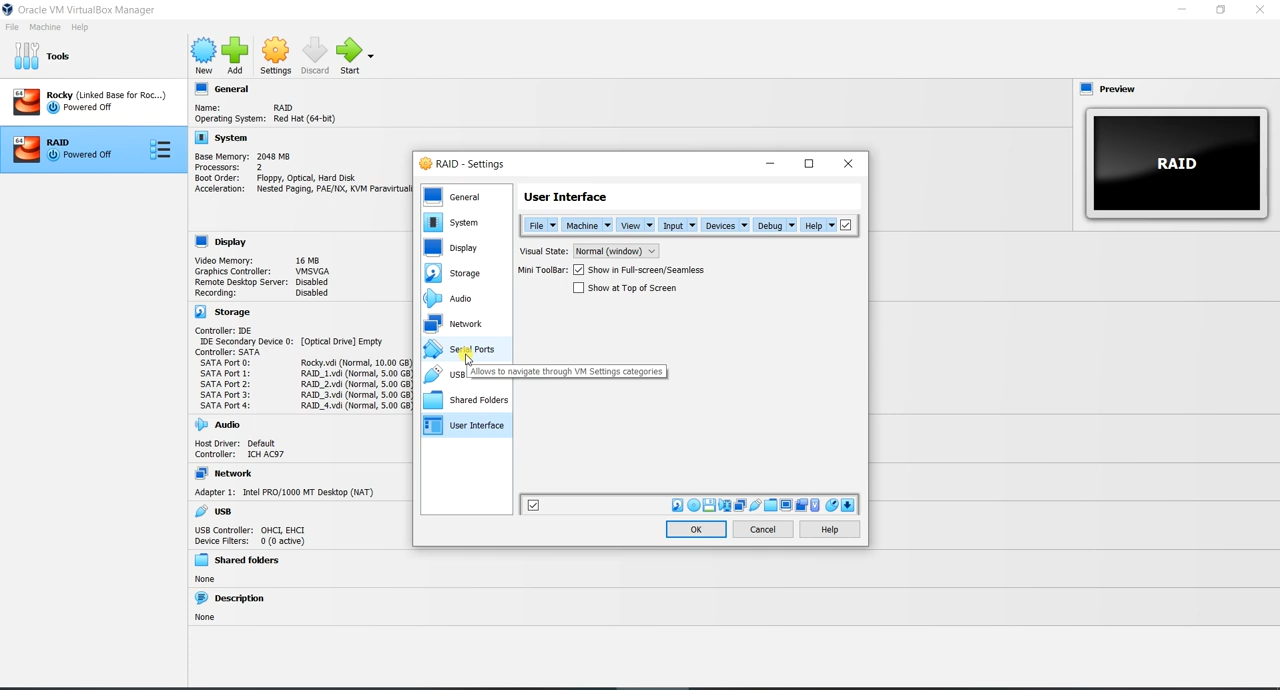 Oracle VM VirtualBox Manager
File Machine Help
Tools
New Add Settings Discard Start
64 Rocky (Linked Base for Roc...)
Powered Off
64 RAID
Powered Off
General
Name: RAID
Operating System: Red Hat (64-bit)
System
Base Memory: 2048 MB
Processors: 2
Boot Order: Floppy, Optical, Hard Disk
Acceleration: Nested Paging, PAE/NX, KVM Paravirtuali
Display
Video Memory: 16 MB
Graphics Controller: VMSVGA
Remote Desktop Server: Disabled
Recording: Disabled
Storage
Controller: IDE
IDE Secondary Device 0: [Optical Drive] Empty
Controller: SATA
SATA Port 0: Rocky.vdi (Normal, 10.00 GB)
SATA Port 1: RAID_1.vdi (Normal, 5.00 GB)
SATA Port 2: RAID_2.vdi (Normal, 5.00 GB)
SATA Port 3: RAID_3.vdi (Normal, 5.00 GB)
SATA Port 4: RAID_4.vdi (Normal, 5.00 GB)
Audio
Host Driver: Default
Controller: ICH AC97
Network
Adapter 1: Intel PRO/1000 MT Desktop (NAT)
USB
USB Controller: OHCI, EHCI
Device Filters: 0 (0 active)
Shared folders
None
Description
None
Preview
RAID
RAID - Settings
General
System
Display
Storage
Audio
Network
Serial Ports
USB
Shared Folders
User Interface
User Interface
File Machine View Input Devices Debug Help
Visual State: Normal (window)
Mini ToolBar: Show in Full-screen/Seamless
Show at Top of Screen
Allows to navigate through VM Settings categories
OK Cancel Help